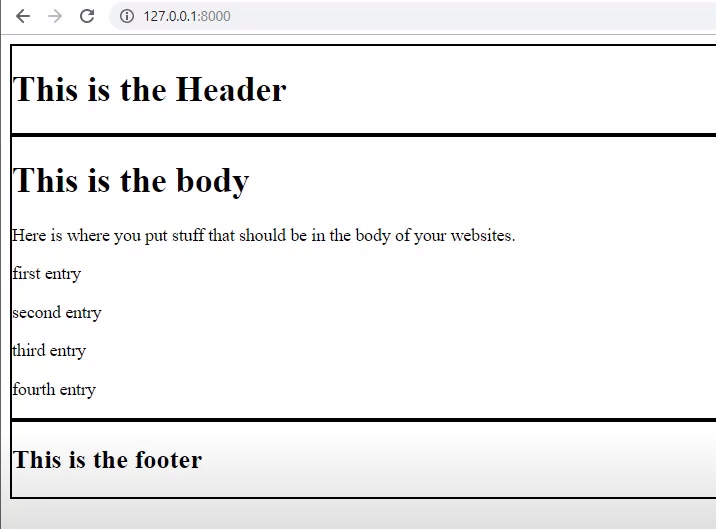 127.0.0.1:8000
This is the Header
This is the body
Here is where you put stuff that should be in the body of your websites.
first entry
second entry
third entry
fourth entry
This is the footer